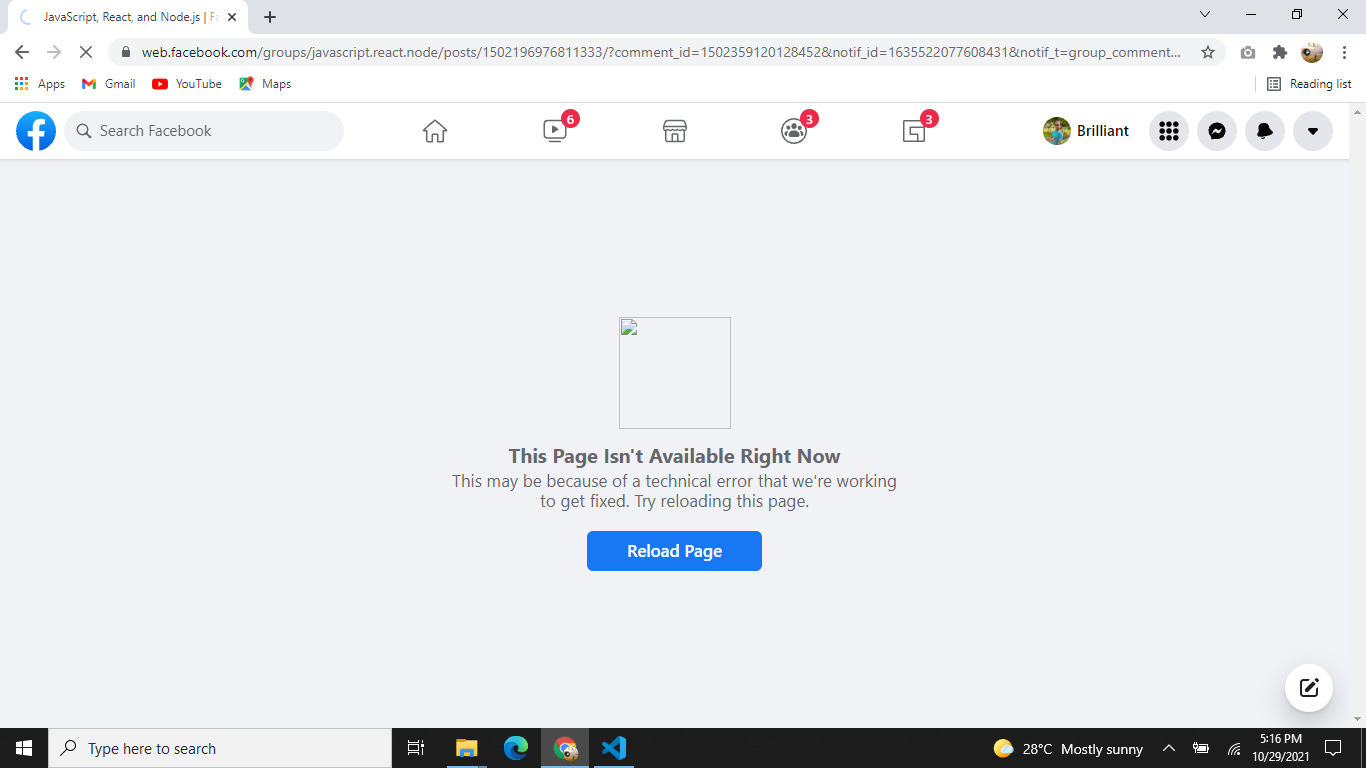 JavaScript, React, and Node.js | Fa
web.facebook.com/groups/javascript.react.node/posts/1502196976811333/?comment_id=1502359120128452&notif_id=1635522077608431&notif_t=group_comment...
Apps Gmail YouTube Maps Reading list
Search Facebook 6 3 3 Brilliant
This Page Isn't Available Right Now
This may be because of a technical error that we're working
to get fixed. Try reloading this page.
Reload Page
Type here to search 28°C Mostly sunny 5:16 PM
10/29/2021